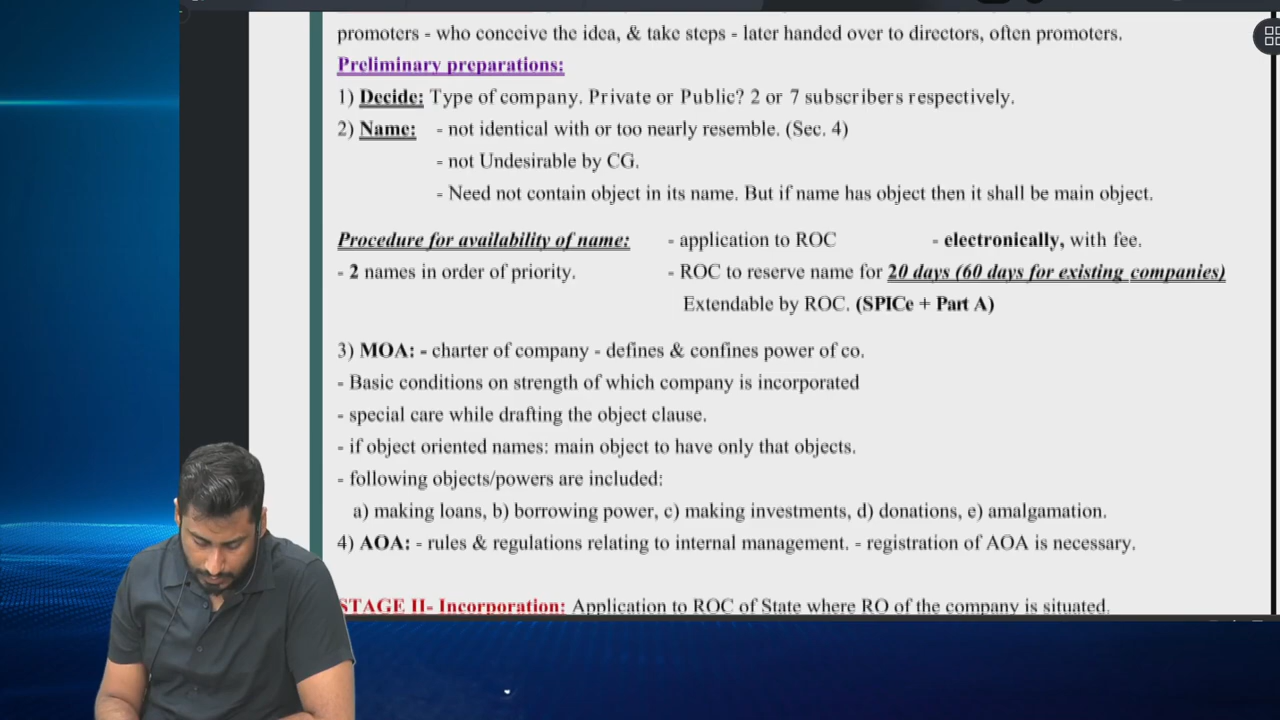 promoters - who conceive the idea, & take steps - later handed over to directors, often promoters.
Preliminary preparations:
1) Decide: Type of company. Private or Public? 2 or 7 subscribers respectively.
2) Name: - not identical with or too nearly resemble. (Sec. 4)
- not Undesirable by CG.
- Need not contain object in its name. But if name has object then it shall be main object.
Procedure for availability of name: - application to ROC - electronically, with fee.
- 2 names in order of priority. - ROC to reserve name for 20 days (60 days for existing companies)
Extendable by ROC. (SPICe + Part A)
3) MOA: - charter of company - defines & confines power of co.
- Basic conditions on strength of which company is incorporated
- special care while drafting the object clause.
- if object oriented names: main object to have only that objects.
- following objects/powers are included:
a) making loans, b) borrowing power, c) making investments, d) donations, e) amalgamation.
4) AOA: - rules & regulations relating to internal management. - registration of AOA is necessary.
STAGE II- Incorporation: Application to ROC of State where RO of the company is situated.